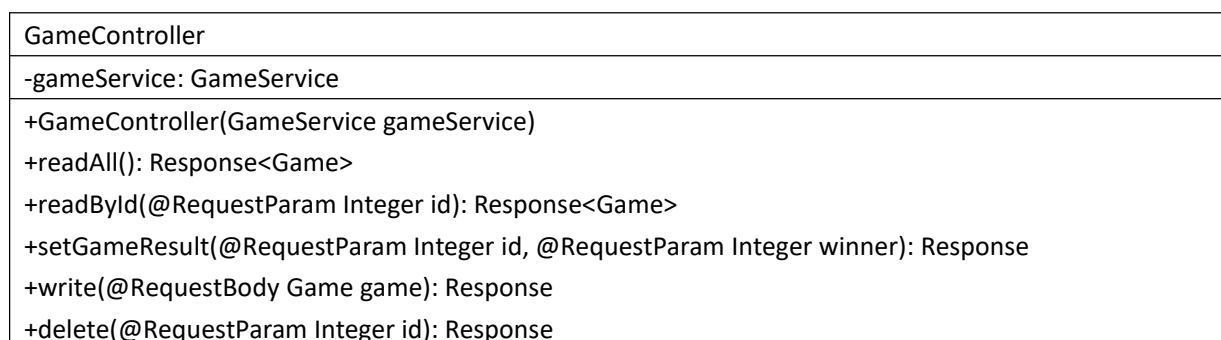 GameController
-gameService: GameService
+GameController(GameService gameService)
+readAll(): Response<Game>
+readById(@RequestParam Integer id): Response<Game>
+setGameResult(@RequestParam Integer id, @RequestParam Integer winner): Response
+write(@RequestBody Game game): Response
+delete(@RequestParam Integer id): Response